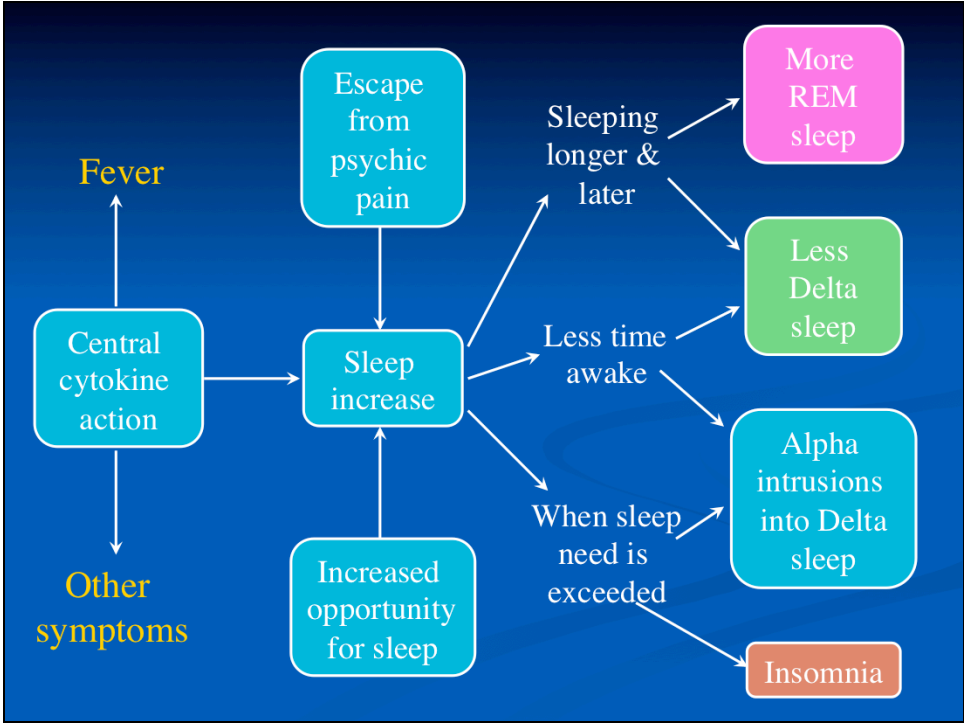 Fever
Central
cytokine
action
Other
symptoms
Escape
from
psychic
pain
Sleep
increase
Increased
opportunity
for sleep
Sleeping
longer &
later
Less time
awake
When sleep
need is
exceeded
More
REM
sleep
Less
Delta
sleep
Alpha
intrusions
into Delta
sleep
Insomnia